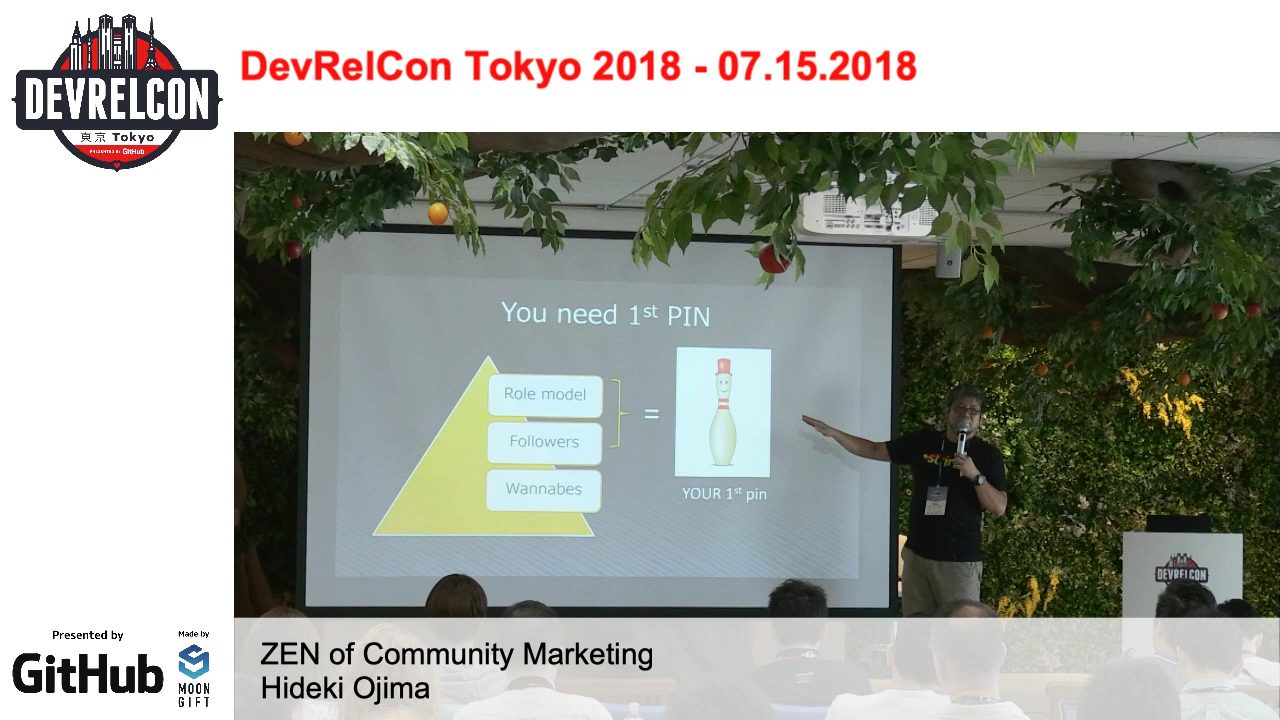 DEVRELCON
東京 Tokyo
PRESENTED BY GitHub
DevRelCon Tokyo 2018 - 07.15.2018
You need 1st PIN
Role model
Followers
Wannabes
=
YOUR 1st pin
DEVRELCON
Presented by
GitHub
Made by
MOON
GIFT
ZEN of Community Marketing
Hideki Ojima